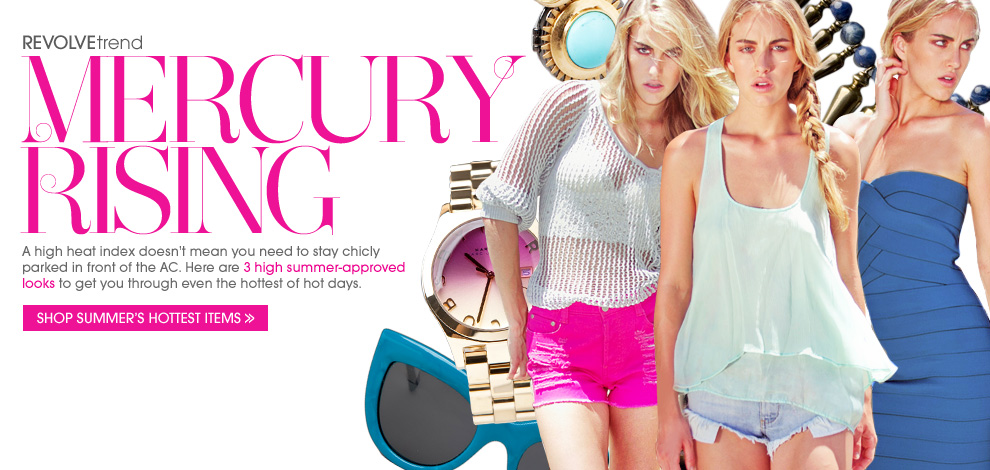 REVOLVEtrend
MERCURY
RISING
A high heat index doesn't mean you need to stay chicly
parked in front of the AC. Here are 3 high summer-approved
looks to get you through even the hottest of hot days.
SHOP SUMMER'S HOTTEST ITEMS »